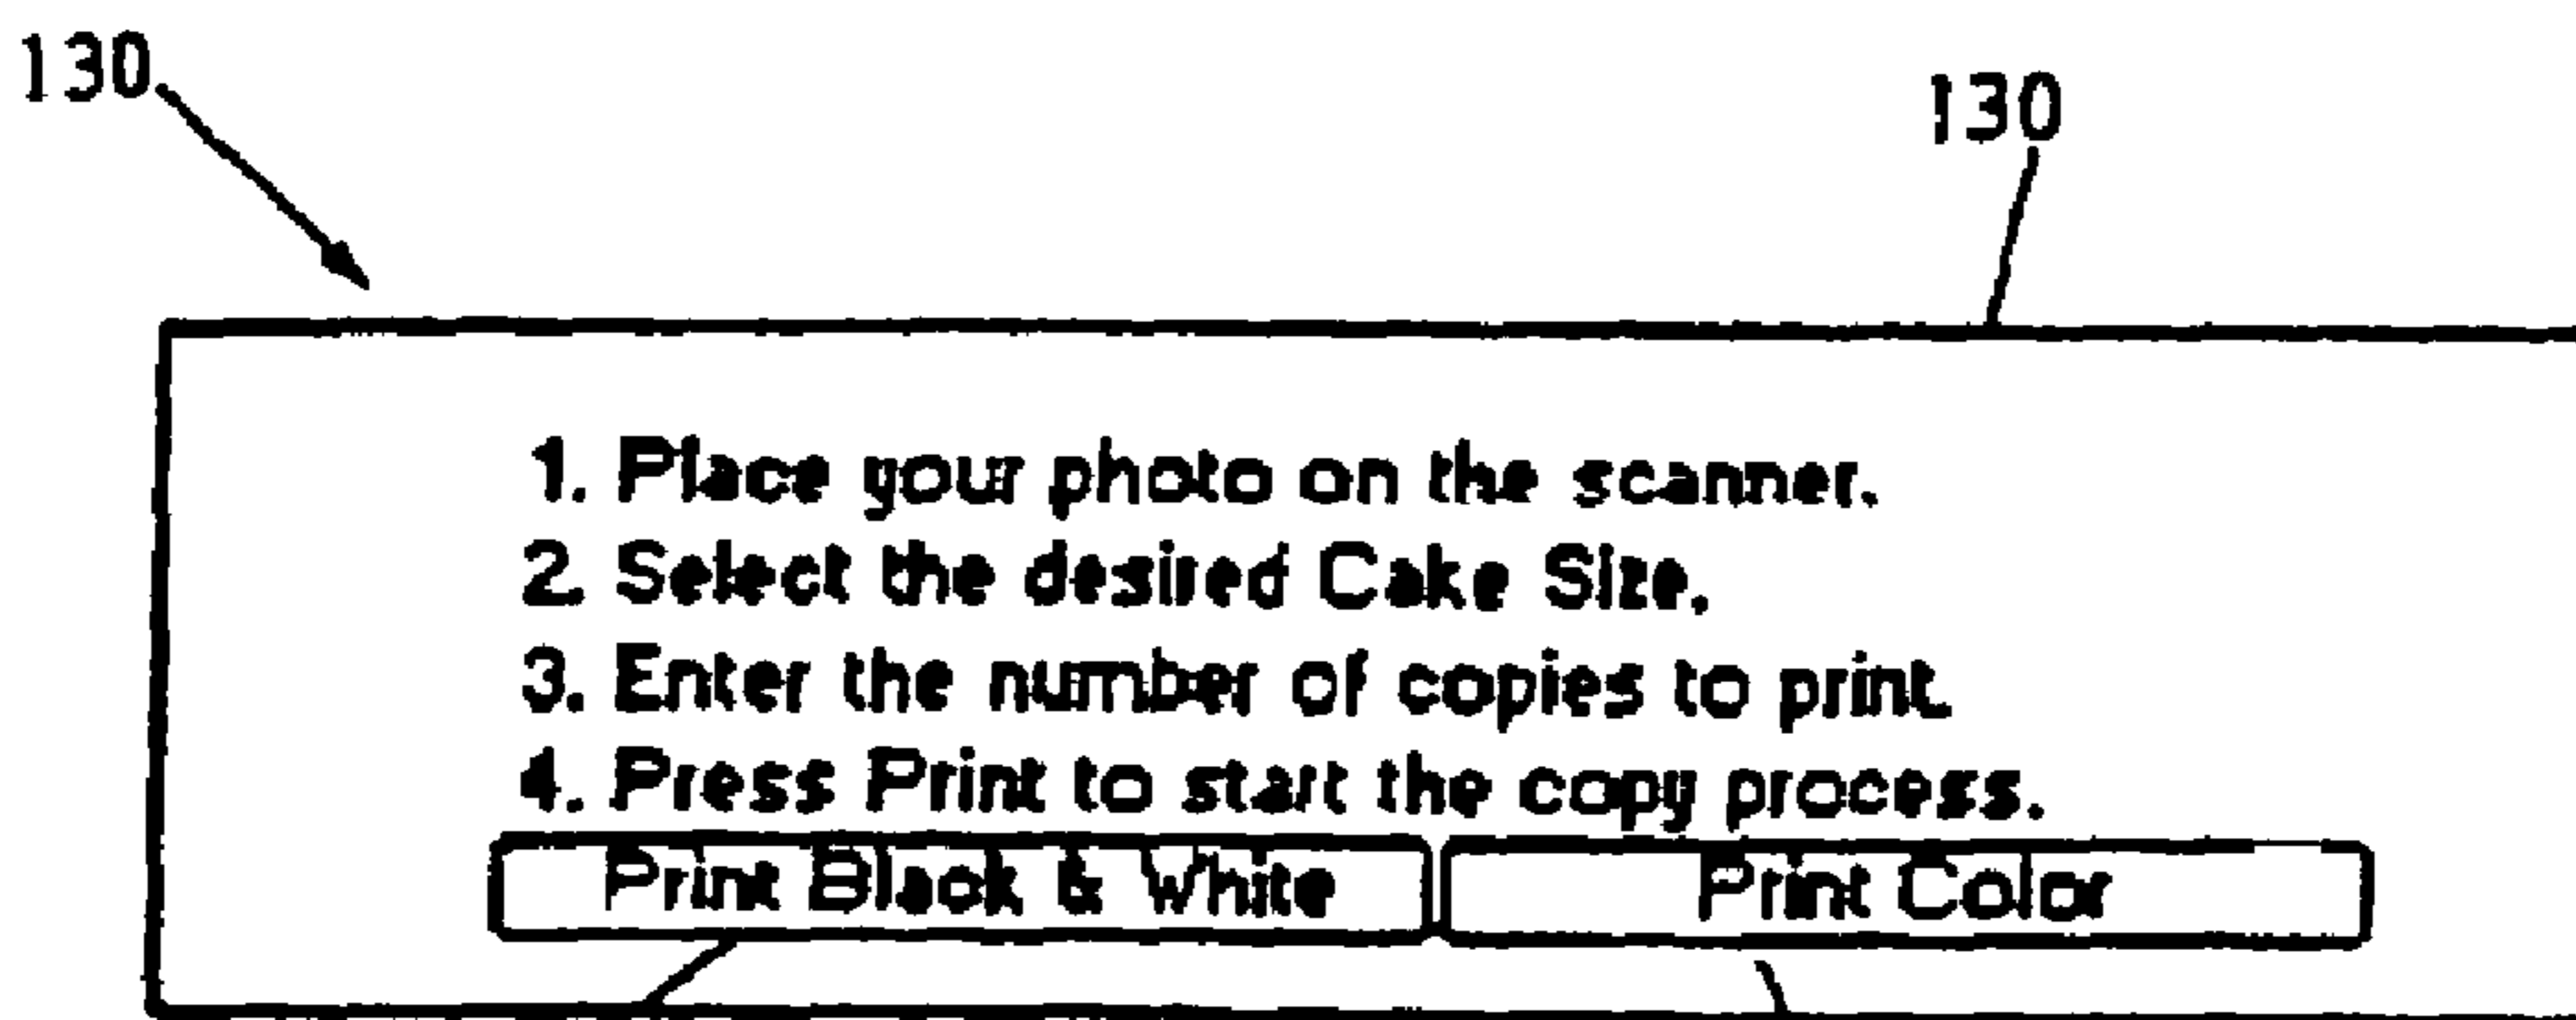 130
130
1. Place your photo on the scanner.
2. Select the desired Cake Size.
3. Enter the number of copies to print.
4. Press Print to start the copy process.
Print Black & White Print Color